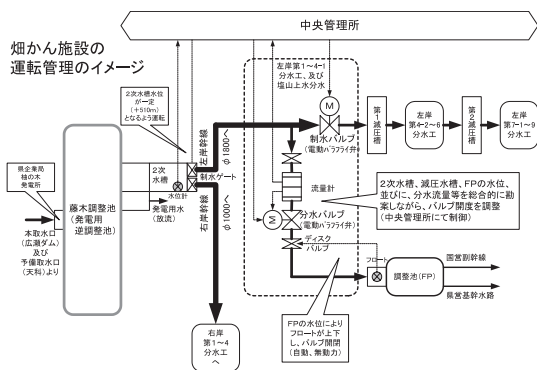 中央管理所
畑かん施設の
運転管理のイメージ
2次水槽水位
が一定
(+510m)
となるよう運転
左岸第1~4-1
分水工、及び
塩山上水分水
M
制水バルブ
(電動バタフライ弁)
第1減圧槽
左岸
第4-2~6
分水工
第2減圧槽
左岸
第7-1~9
分水工
県企業局
柚の木
発電所
藤木調整池
(発電用
逆調整池)
本取水口
(広瀬ダム)
及び
予備取水口
(天科)より
2次
水槽
水位計
発電用水
(放流)
左岸幹線
φ1800へ
制水ゲート
右岸幹線
φ1000へ
流量計
M
分水バルブ
(電動バタフライ弁)
ディスク
バルブ
2次水槽、減圧水槽、FPの水位、
並びに、分水流量等を総合的に勘
案しながら、バルブ開度を調整
(中央管理所にて制御)
フロート
調整池(FP)
国営副幹線
県営基幹水路
FPの水位により
フロートが上下
し、バルブ開閉
(自動、無動力)
右岸
第1~4
分水工
へ